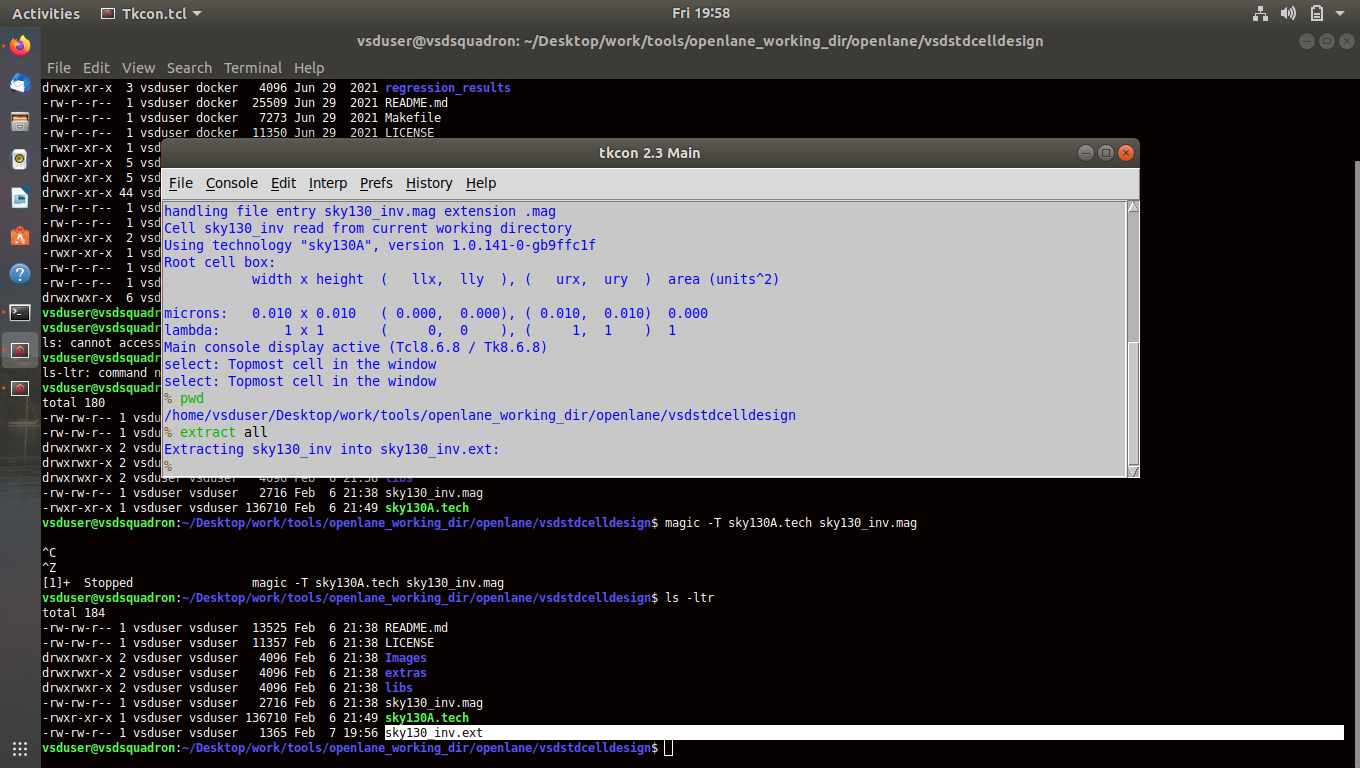 Activities Tkcon.tcl Fri 19:58
vsduser@vsdsquadron: ~/Desktop/work/tools/openlane_working_dir/openlane/vsdstdcelldesign
File Edit View Search Terminal Help
drwxr-xr-x 3 vsduser docker 4096 Jun 29 2021 regression_results
-rw-r--r-- 1 vsduser docker 25509 Jun 29 2021 README.md
-rw-r--r-- 1 vsduser docker 7273 Jun 29 2021 Makefile
-rw-r--r-- 1 vsduser docker 11350 Jun 29 2021 LICENSE
-rw-r-xr-x 1 vsd
drwxr-xr-x 5 vsd
drwxr-xr-x 5 vsd
drwxr-xr-x 44 vsd
-rw-r--r-- 1 vsd
-rw-r--r-- 1 vsd
drwxr-xr-x 2 vsd
-rwxr-xr-x 1 vsd
-rw-r--r-- 1 vsd
-rw-r--r-- 1 vsd
drwxrwxr-x 6 vsd
vsduser@vsdsquadr
vsduser@vsdsquadr
ls: cannot access
vsduser@vsdsquadr
ls-ltr: command n
vsduser@vsdsquadr
total 180
-rw-rw-r-- 1 vsdu
-rw-rw-r-- 1 vsdu
drwxrwxr-x 2 vsdu
drwxrwxr-x 2 vsdu
tkcon 2.3 Main
File Console Edit Interp Prefs History Help
handling file entry sky130_inv.mag extension .mag
Cell sky130_inv read from current working directory
Using technology "sky130A", version 1.0.141-0-gb9ffc1f
Root cell box:
width x height ( llx, lly ), ( urx, ury ) area (units^2)
microns: 0.010 x 0.010 ( 0.000, 0.000), ( 0.010, 0.010) 0.000
lambda: 1 x 1 ( 0, 0 ), ( 1, 1 ) 1
Main console display active (Tcl8.6.8 / Tk8.6.8)
select: Topmost cell in the window
select: Topmost cell in the window
% pwd
/home/vsduser/Desktop/work/tools/openlane_working_dir/openlane/vsdstdcelldesign
% extract all
Extracting sky130_inv into sky130_inv.ext:
%
drwxrwxr-x 2 vsduser vsduser 4096 Feb 6 21:38 libs
-rw-rw-r-- 1 vsduser vsduser 2716 Feb 6 21:38 sky130_inv.mag
-rwxr-xr-x 1 vsduser vsduser 136710 Feb 6 21:49 sky130A.tech
vsduser@vsdsquadron:~/Desktop/work/tools/openlane_working_dir/openlane/vsdstdcelldesign$ magic -T sky130A.tech sky130_inv.mag
^C
^Z
[1]+ Stopped magic -T sky130A.tech sky130_inv.mag
vsduser@vsdsquadron:~/Desktop/work/tools/openlane_working_dir/openlane/vsdstdcelldesign$ ls -ltr
total 184
-rw-rw-r-- 1 vsduser vsduser 13525 Feb 6 21:38 README.md
-rw-rw-r-- 1 vsduser vsduser 11357 Feb 6 21:38 LICENSE
drwxrwxr-x 2 vsduser vsduser 4096 Feb 6 21:38 Images
drwxrwxr-x 2 vsduser vsduser 4096 Feb 6 21:38 extras
drwxrwxr-x 2 vsduser vsduser 4096 Feb 6 21:38 libs
-rw-rw-r-- 1 vsduser vsduser 2716 Feb 6 21:38 sky130_inv.mag
-rwxr-xr-x 1 vsduser vsduser 136710 Feb 6 21:49 sky130A.tech
-rw-rw-r-- 1 vsduser vsduser 1365 Feb 7 19:56 sky130_inv.ext
vsduser@vsdsquadron:~/Desktop/work/tools/openlane_working_dir/openlane/vsdstdcelldesign$